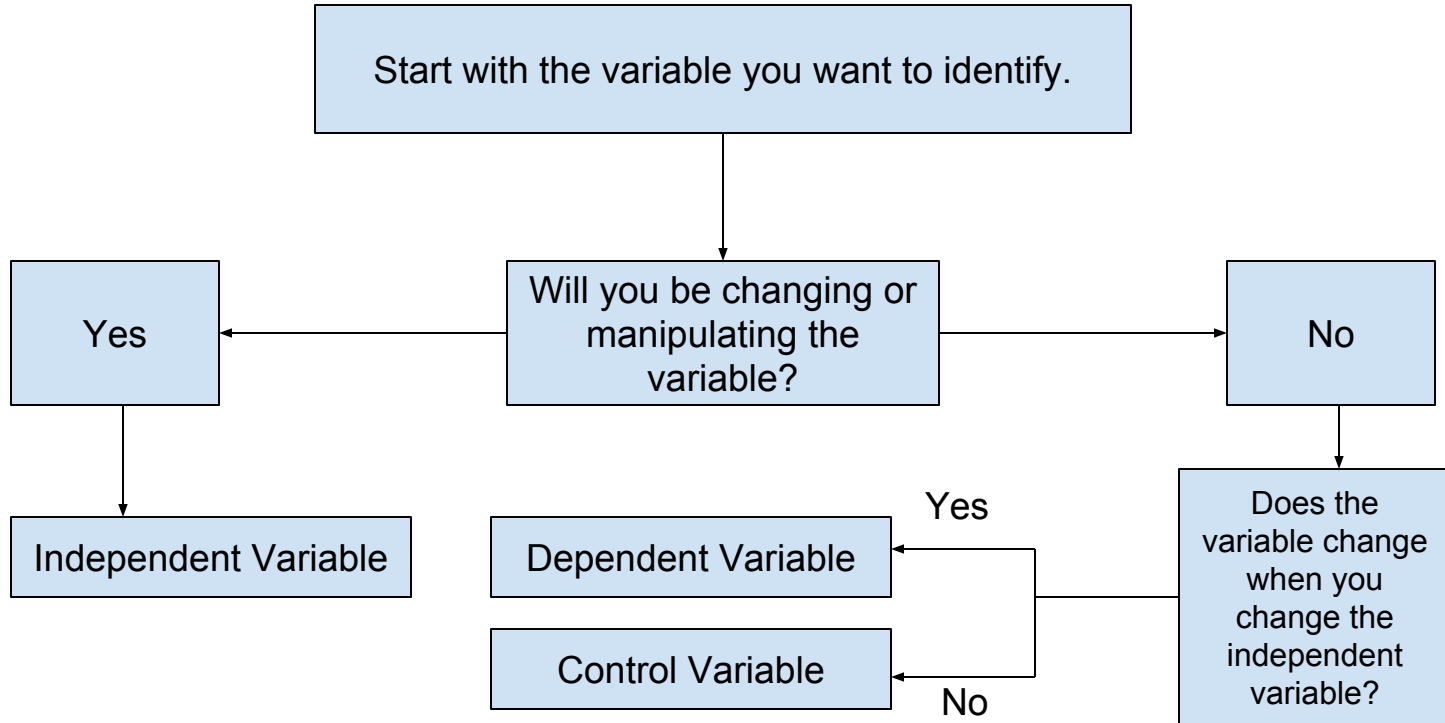 Start with the variable you want to identify.
Yes
Will you be changing or
manipulating the
variable?
No
Independent Variable
Yes
Dependent Variable
Control Variable
No
Does the
variable change
when you
change the
independent
variable?